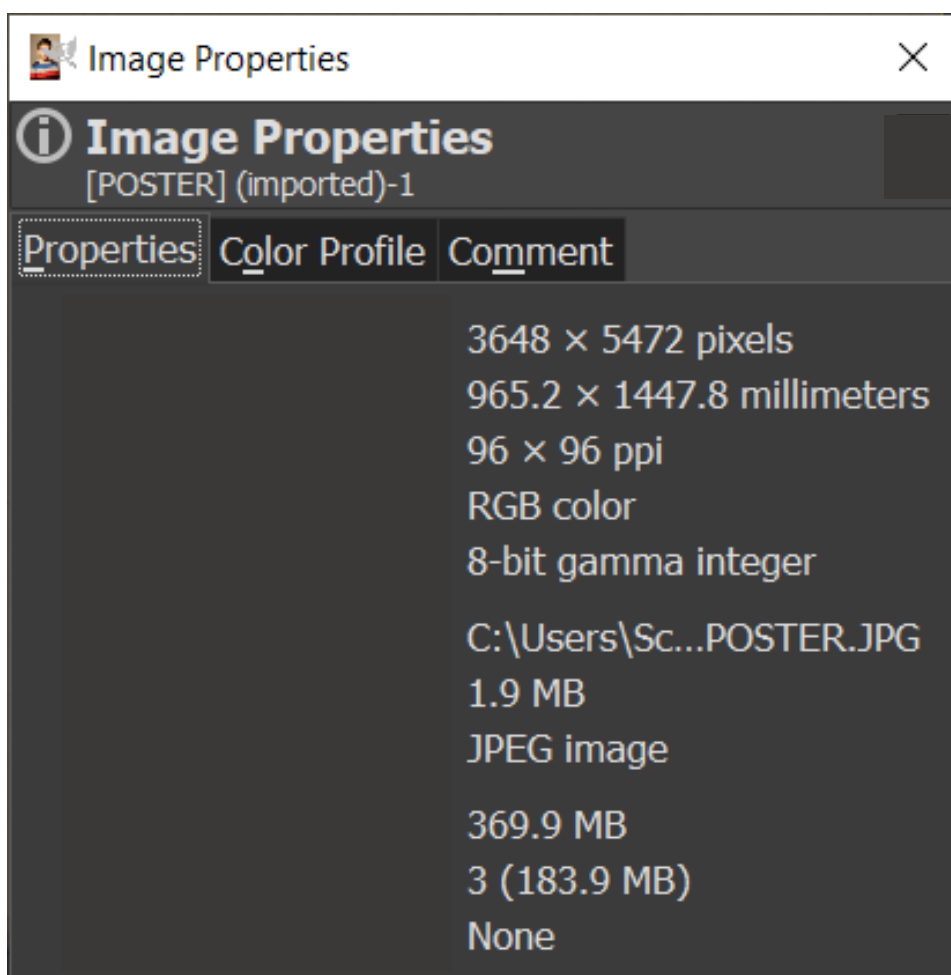 Image Properties
Image Properties
[POSTER] (imported)-1
Properties Color Profile Comment
3648 × 5472 pixels
965.2 × 1447.8 millimeters
96 × 96 ppi
RGB color
8-bit gamma integer
C:\Users\Sc...POSTER.JPG
1.9 MB
JPEG image
369.9 MB
3 (183.9 MB)
None